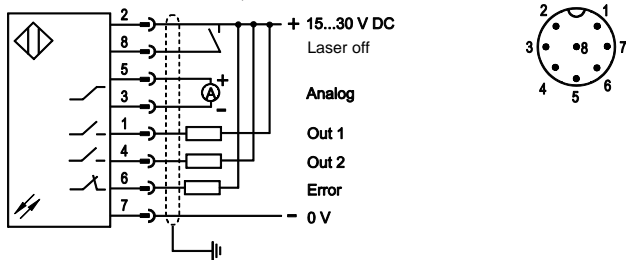 2 + 15...30 V DC
8 Laser off
5 +
A Analog
3 -
1 Out 1
4 Out 2
6 Error
7 - 0 V
2 1
3 8 7
4 5 6